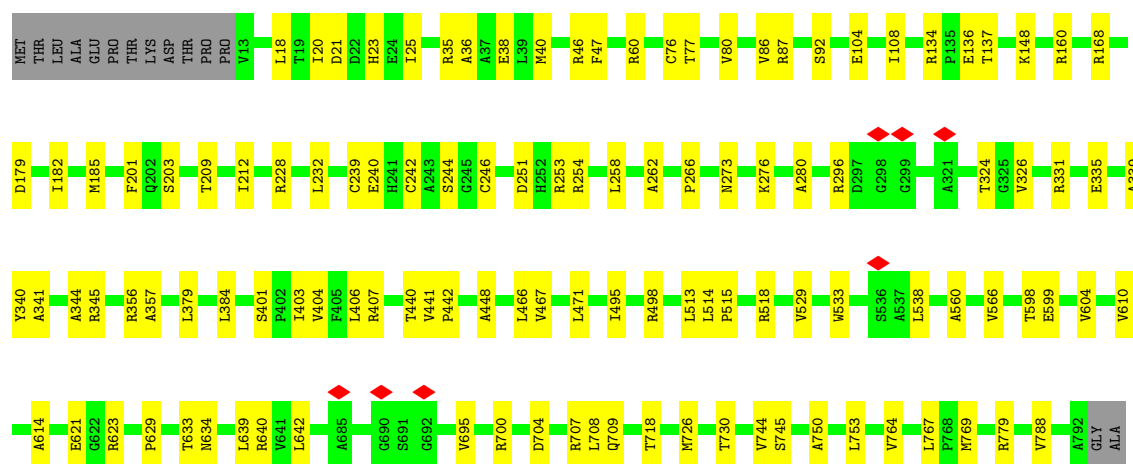 MET THR LEU ALA GLU PRO THR LYS ASP THR PRO PRO V13 L18 T19 I20 D21 D22 H23 E24 I25 R35 A36 A37 E38 L39 M40 R46 F47 R60 C76 T77 V80 V86 R87 S92 E104 I108 R134 P135 E136 T137 K148 R160 R168
D179 I182 M185 F201 Q202 S203 T209 I212 R228 L232 C239 E240 H241 C242 A243 S244 G245 C246 D251 H252 R253 R254 L258 A262 P266 N273 K276 A280 R296 D297 G298 G299 A321 T324 G325 V326 R331 E335
Y340 A341 A344 R345 R356 A357 L379 L384 S401 P402 I403 V404 F405 L406 R407 T440 V441 P442 A448 L466 V467 L471 I495 R498 L513 L514 P515 R518 V529 W533 S536 A537 L538 A560 V566 T598 E599 V604 V610
A614 E621 G622 R623 P629 T633 N634 L639 R640 V641 L642 A685 G690 S691 G692 V695 R700 D704 R707 L708 Q709 T718 M726 T730 V744 S745 A750 L753 V764 L767 P768 M769 R779 V788 A792 GLY ALA